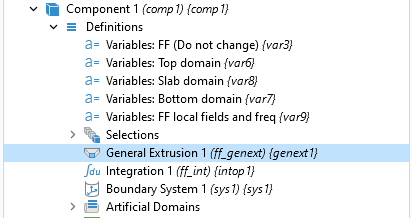 Component 1 (comp1) {comp1}
Definitions
a= Variables: FF (Do not change) {var3}
a= Variables: Top domain {var6}
a= Variables: Slab domain {var8}
a= Variables: Bottom domain {var7}
a= Variables: FF local fields and freq {var9}
Selections
General Extrusion 1 (ff_genext) {genext1}
∫du Integration 1 (ff_int) {intop1}
Boundary System 1 (sys1) {sys1}
Artificial Domains